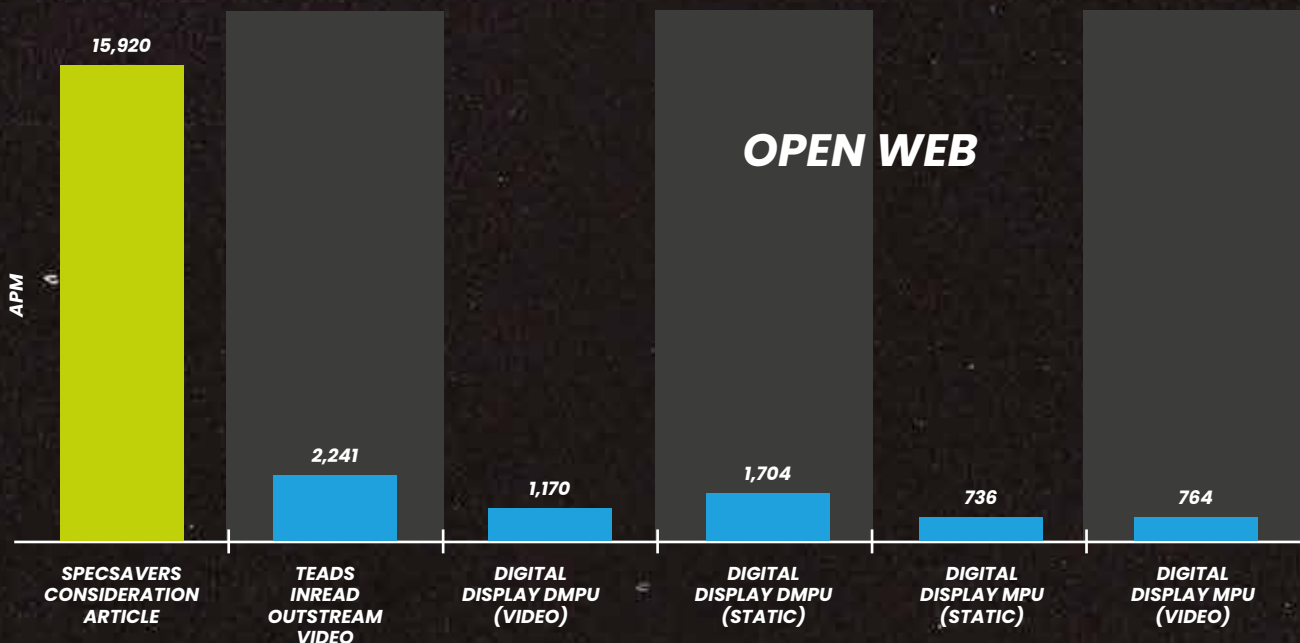 15,920
OPEN WEB
APM
2,241
1,170
1,704
736
764
SPECSAVERS
CONSIDERATION
ARTICLE
TEADS
INREAD
OUTSTREAM
VIDEO
DIGITAL
DISPLAY DMPU
(VIDEO)
DIGITAL
DISPLAY DMPU
(STATIC)
DIGITAL
DISPLAY MPU
(STATIC)
DIGITAL
DISPLAY MPU
(VIDEO)